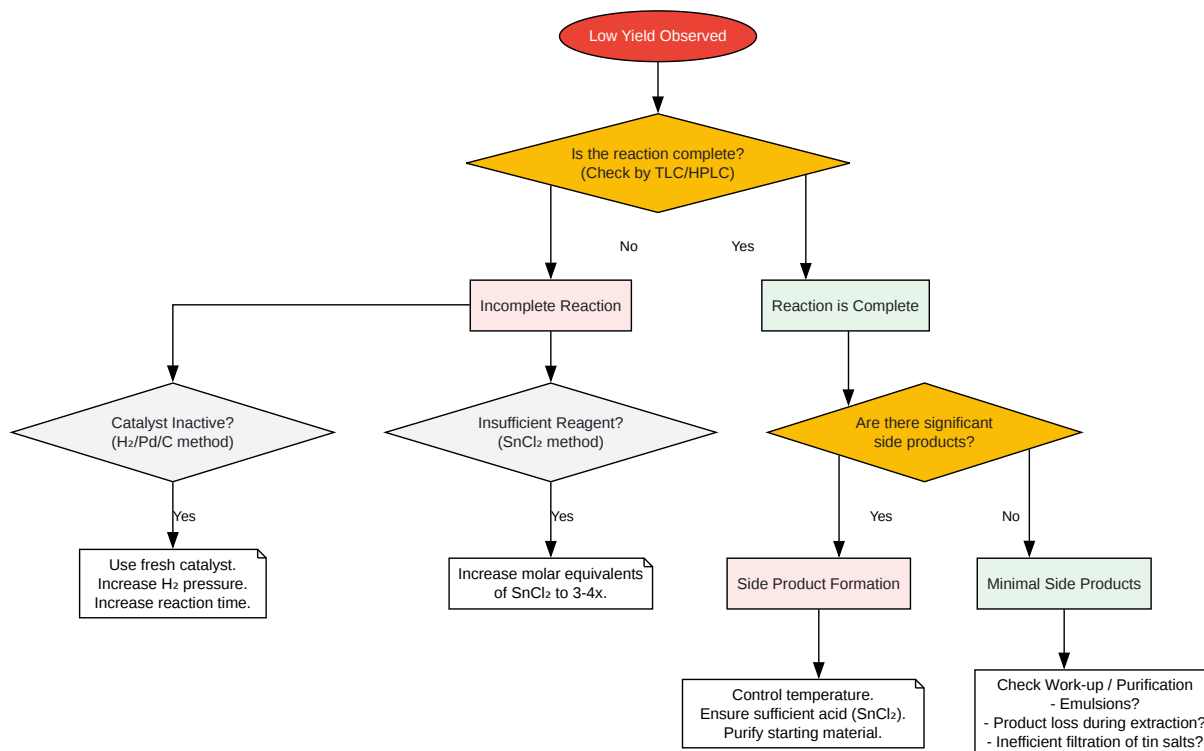 Low Yield Observed
Is the reaction complete?
(Check by TLC/HPLC)
No
Yes
Incomplete Reaction
Reaction is Complete
Catalyst Inactive?
(H₂/Pd/C method)
Insufficient Reagent?
(SnCl₂ method)
Are there significant
side products?
Yes
Yes
Yes
No
Use fresh catalyst.
Increase H₂ pressure.
Increase reaction time.
Increase molar equivalents
of SnCl₂ to 3-4x.
Side Product Formation
Minimal Side Products
Control temperature.
Ensure sufficient acid (SnCl₂).
Purify starting material.
Check Work-up / Purification
- Emulsions?
- Product loss during extraction?
- Inefficient filtration of tin salts?